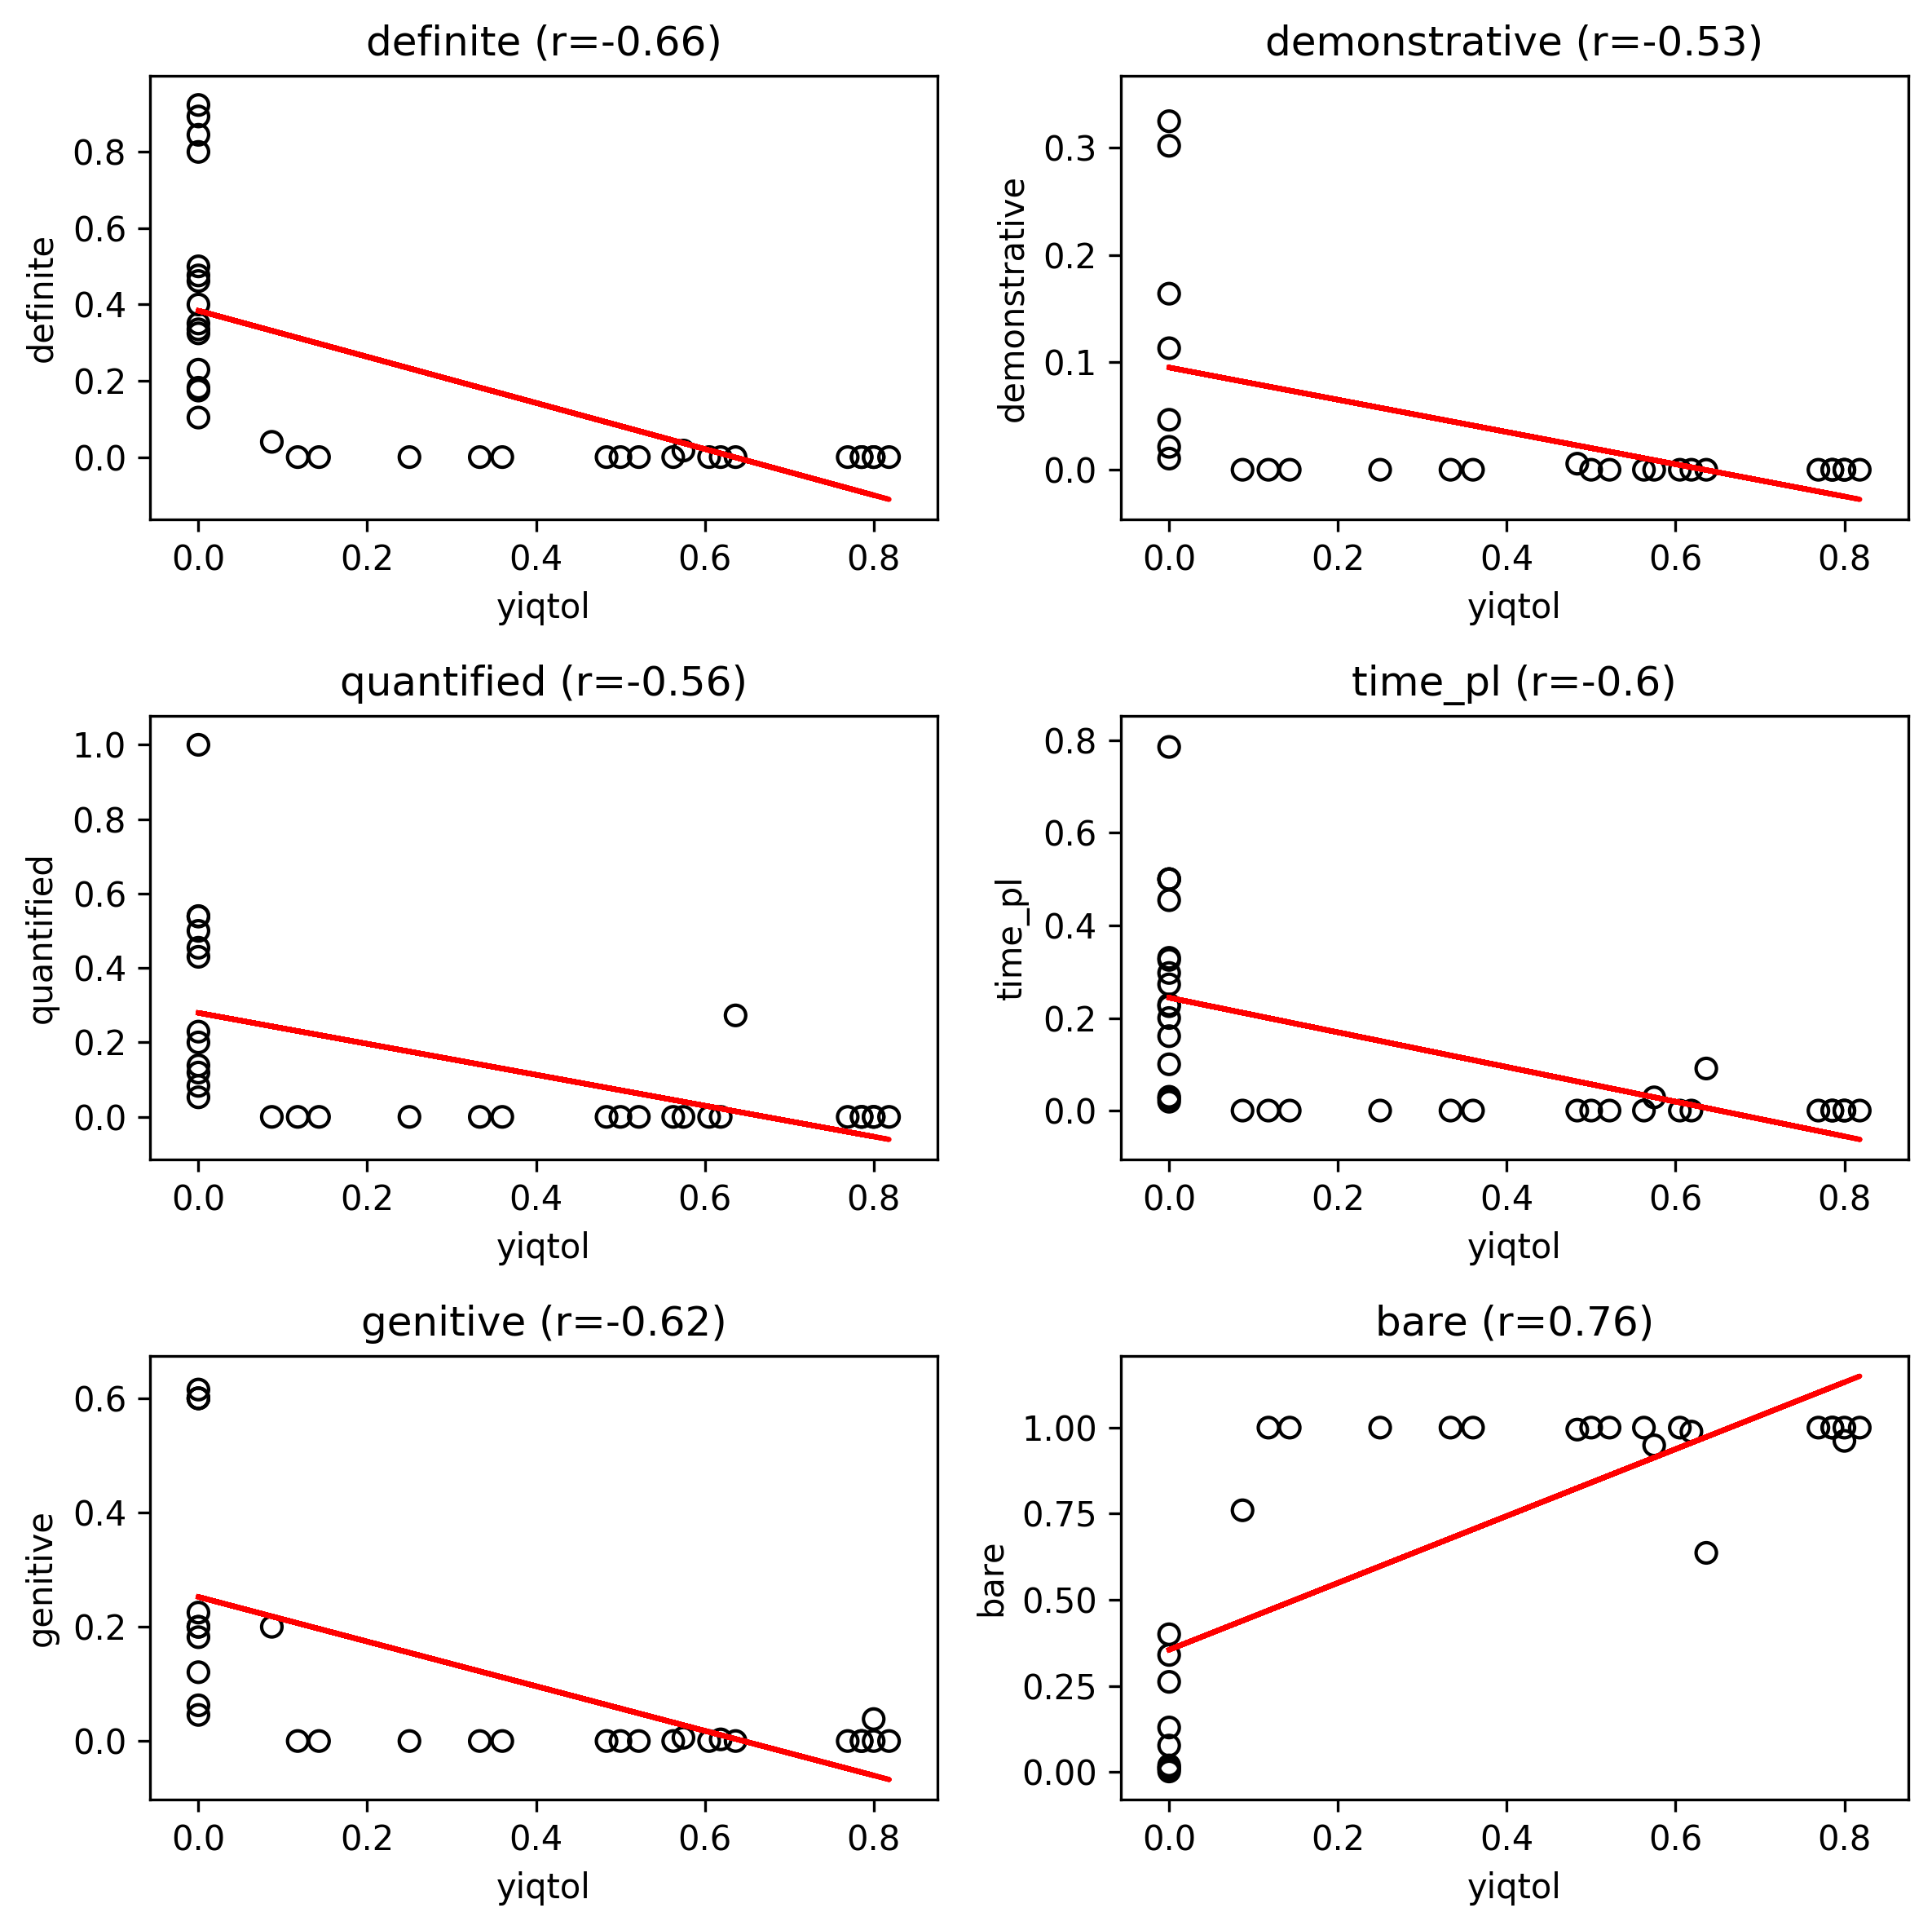 definite (r=-0.66)
definite
0.8
0.6
0.4
0.2
0.0
0.0 0.2 0.4 0.6 0.8
yiqtol
demonstrative (r=-0.53)
demonstrative
0.3
0.2
0.1
0.0
0.0 0.2 0.4 0.6 0.8
yiqtol
quantified (r=-0.56)
quantified
1.0
0.8
0.6
0.4
0.2
0.0
0.0 0.2 0.4 0.6 0.8
yiqtol
time_pl (r=-0.6)
time_pl
0.8
0.6
0.4
0.2
0.0
0.0 0.2 0.4 0.6 0.8
yiqtol
genitive (r=-0.62)
genitive
0.6
0.4
0.2
0.0
0.0 0.2 0.4 0.6 0.8
yiqtol
bare (r=0.76)
bare
1.00
0.75
0.50
0.25
0.00
0.0 0.2 0.4 0.6 0.8
yiqtol